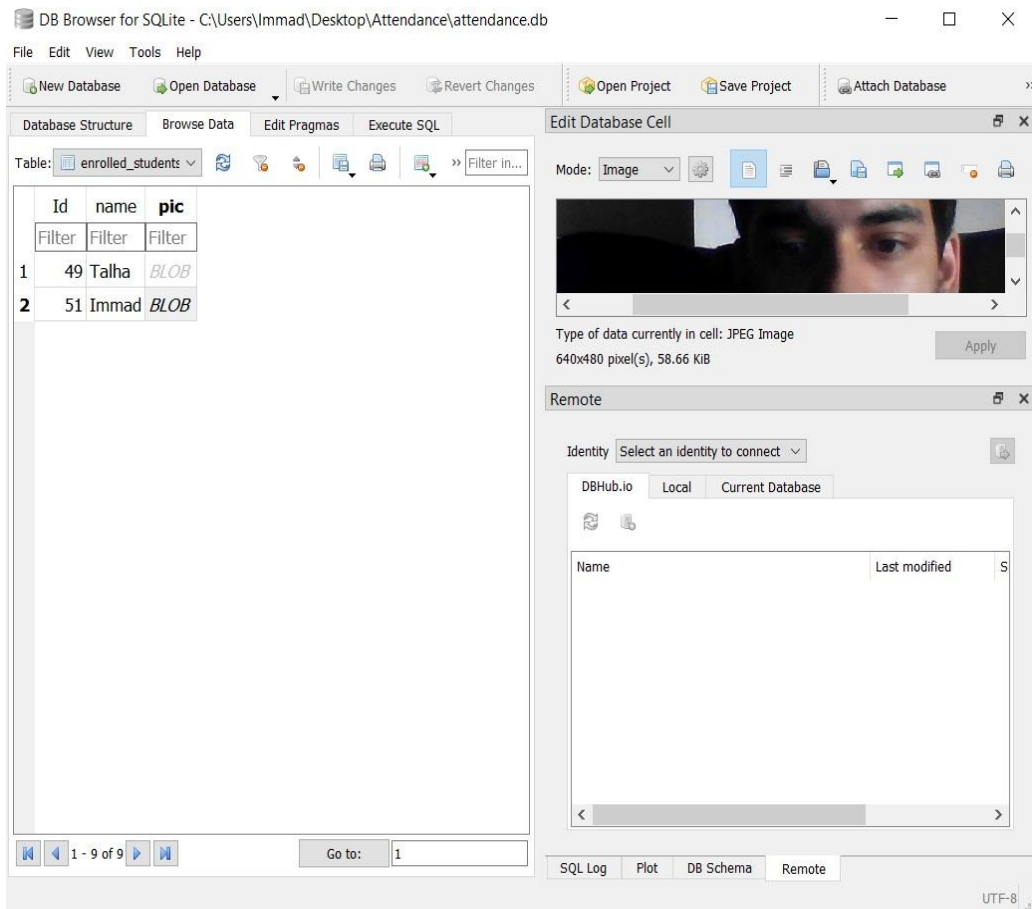 DB Browser for SQLite - C:\Users\Immad\Desktop\Attendance\attendance.db
File Edit View Tools Help
New Database Open Database Write Changes Revert Changes Open Project Save Project Attach Database »
Database Structure Browse Data Edit Pragmas Execute SQL
Table: enrolled_students » Filter in...
Id name pic
Filter Filter Filter
1 49 Talha BLOB
2 51 Immad BLOB
1 - 9 of 9 Go to: 1
Edit Database Cell
Mode: Image
Type of data currently in cell: JPEG Image
640x480 pixel(s), 58.66 KiB
Apply
Remote
Identity Select an identity to connect
DBHub.io Local Current Database
Name Last modified S
SQL Log Plot DB Schema Remote
UTF-8